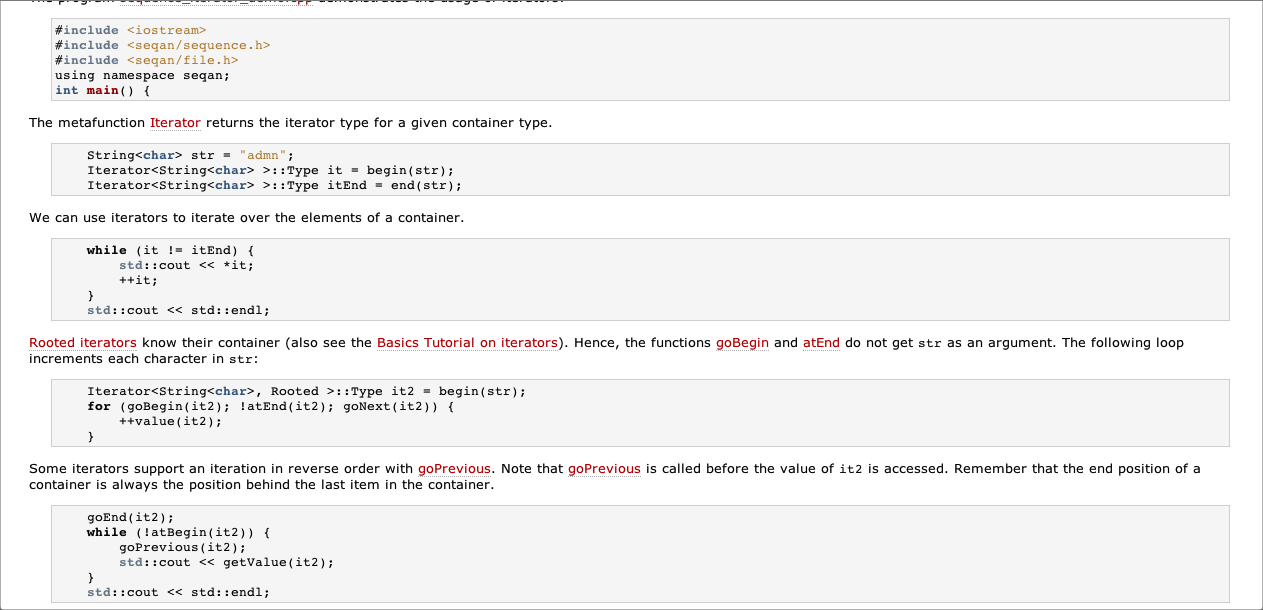 #include <iostream>
#include <seqan/sequence.h>
#include <seqan/file.h>
using namespace seqan;
int main() {
The metafunction Iterator returns the iterator type for a given container type.
String<char> str = "admn";
Iterator<String<char> >::Type it = begin(str);
Iterator<String<char> >::Type itEnd = end(str);
We can use iterators to iterate over the elements of a container.
while (it != itEnd) {
std::cout << *it;
++it;
}
std::cout << std::endl;
Rooted iterators know their container (also see the Basics Tutorial on iterators). Hence, the functions goBegin and atEnd do not get str as an argument. The following loop
increments each character in str:
Iterator<String<char>, Rooted >::Type it2 = begin(str);
for (goBegin(it2); !atEnd(it2); goNext(it2)) {
++value(it2);
}
Some iterators support an iteration in reverse order with goPrevious. Note that goPrevious is called before the value of it2 is accessed. Remember that the end position of a
container is always the position behind the last item in the container.
goEnd(it2);
while (!atBegin(it2)) {
goPrevious(it2);
std::cout << getValue(it2);
}
std::cout << std::endl;